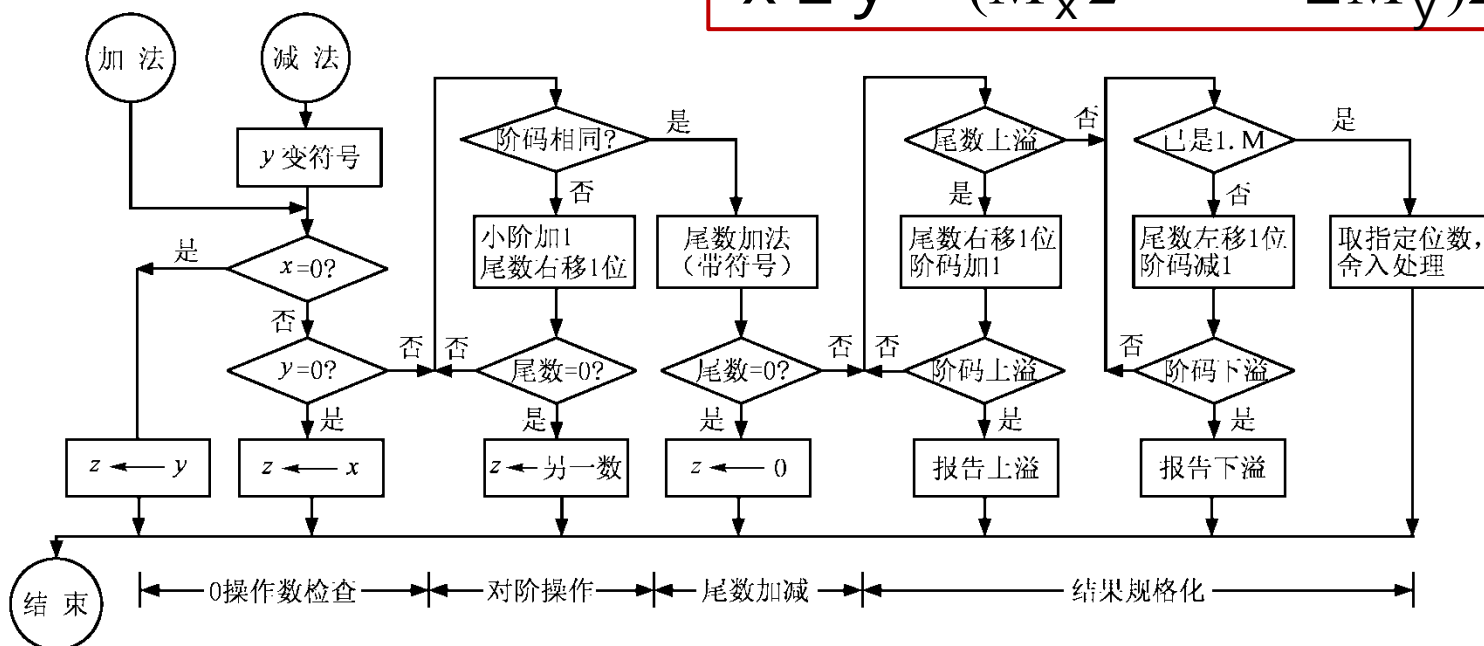 加 法
减 法
y 变符号
x=0?
是
否
y=0?
否
是
z ← y
z ← x
阶码相同?
是
否
小阶加1
尾数右移1位
否
尾数=0?
是
z ← 另一数
尾数加法
(带符号)
尾数=0?
否
是
z ← 0
尾数上溢
否
是
尾数右移1位
阶码加1
否
阶码上溢
是
报告上溢
已是1. M
是
否
尾数左移1位
阶码减1
否
阶码下溢
是
报告下溢
取指定位数,
舍入处理
结 束
0操作数检查
对阶操作
尾数加减
结果规格化